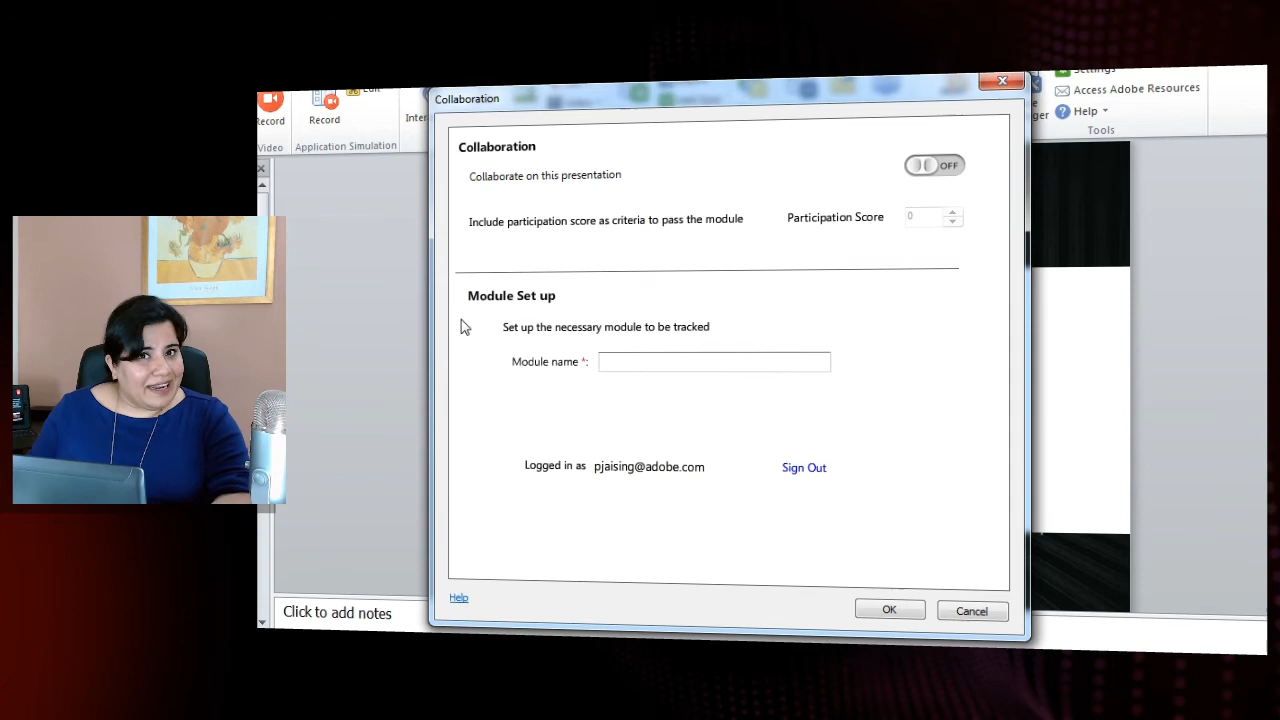 Record
Edit
Record
Video
Application Simulation
Collaboration
Settings
Access Adobe Resources
Help
Tools
Collaboration
Collaborate on this presentation
OFF
Include participation score as criteria to pass the module
Participation Score
0
Module Set up
Set up the necessary module to be tracked
Module name *:
Logged in as pjaising@adobe.com
Sign Out
Help
OK
Cancel
Click to add notes